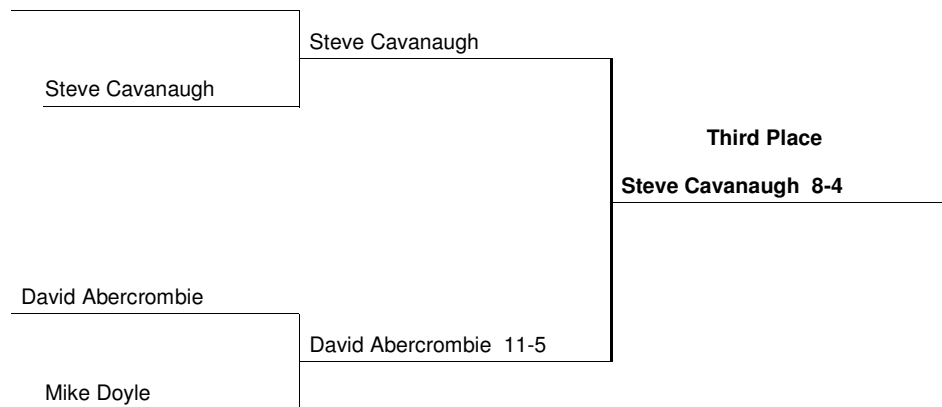 Steve Cavanaugh
Steve Cavanaugh
Third Place
Steve Cavanaugh 8-4
David Abercrombie
David Abercrombie 11-5
Mike Doyle